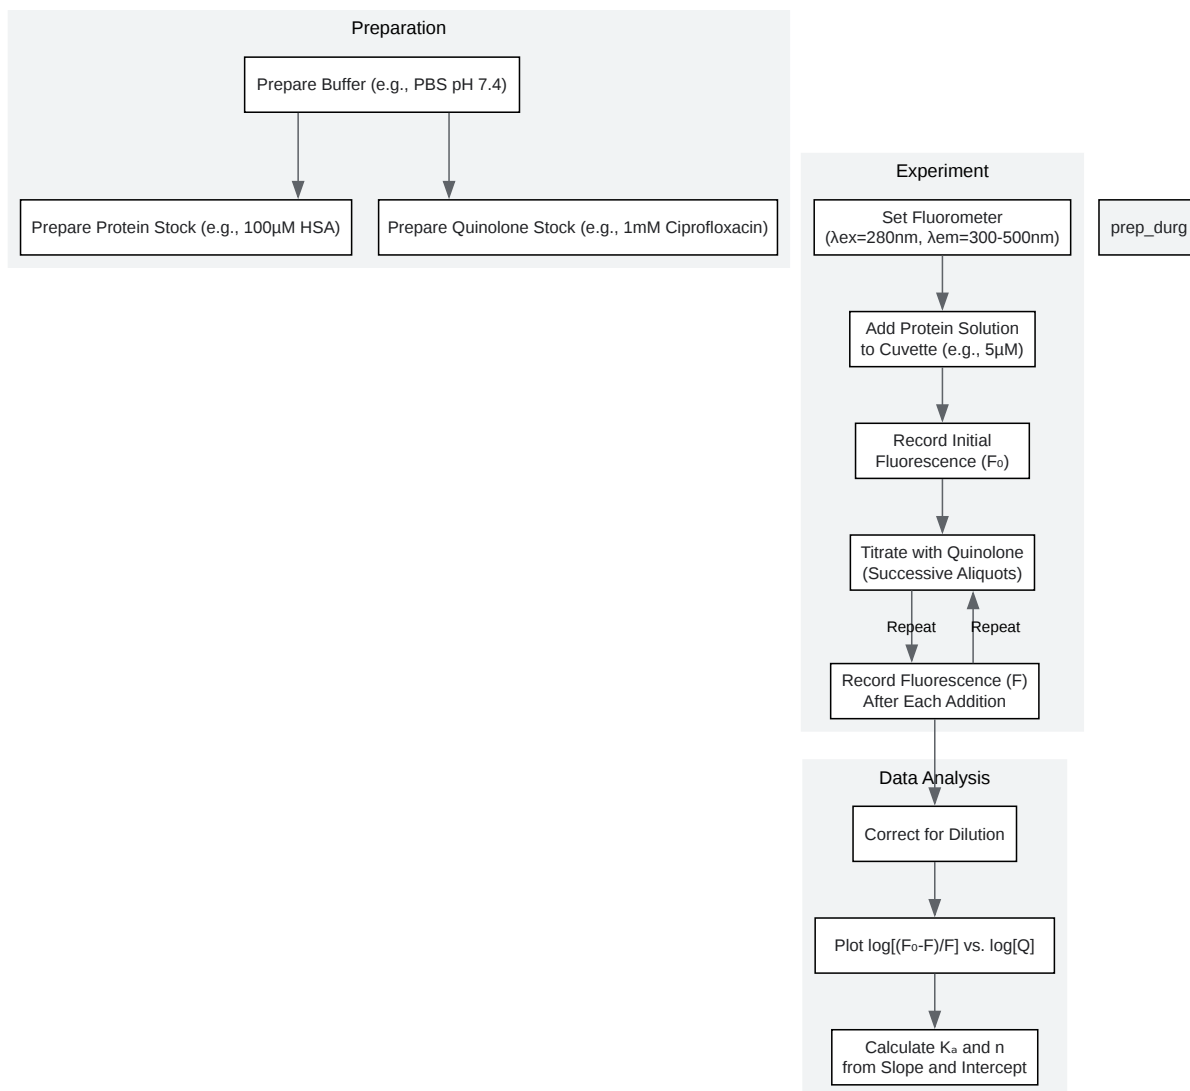 Preparation
Prepare Buffer (e.g., PBS pH 7.4)
Prepare Protein Stock (e.g., 100µM HSA)
Prepare Quinolone Stock (e.g., 1mM Ciprofloxacin)
Experiment
Set Fluorometer
(λex=280nm, λem=300-500nm)
prep_durg
Add Protein Solution
to Cuvette (e.g., 5µM)
Record Initial
Fluorescence (F₀)
Titrate with Quinolone
(Successive Aliquots)
Repeat
Repeat
Record Fluorescence (F)
After Each Addition
Data Analysis
Correct for Dilution
Plot log[(F₀-F)/F] vs. log[Q]
Calculate Kₐ and n
from Slope and Intercept